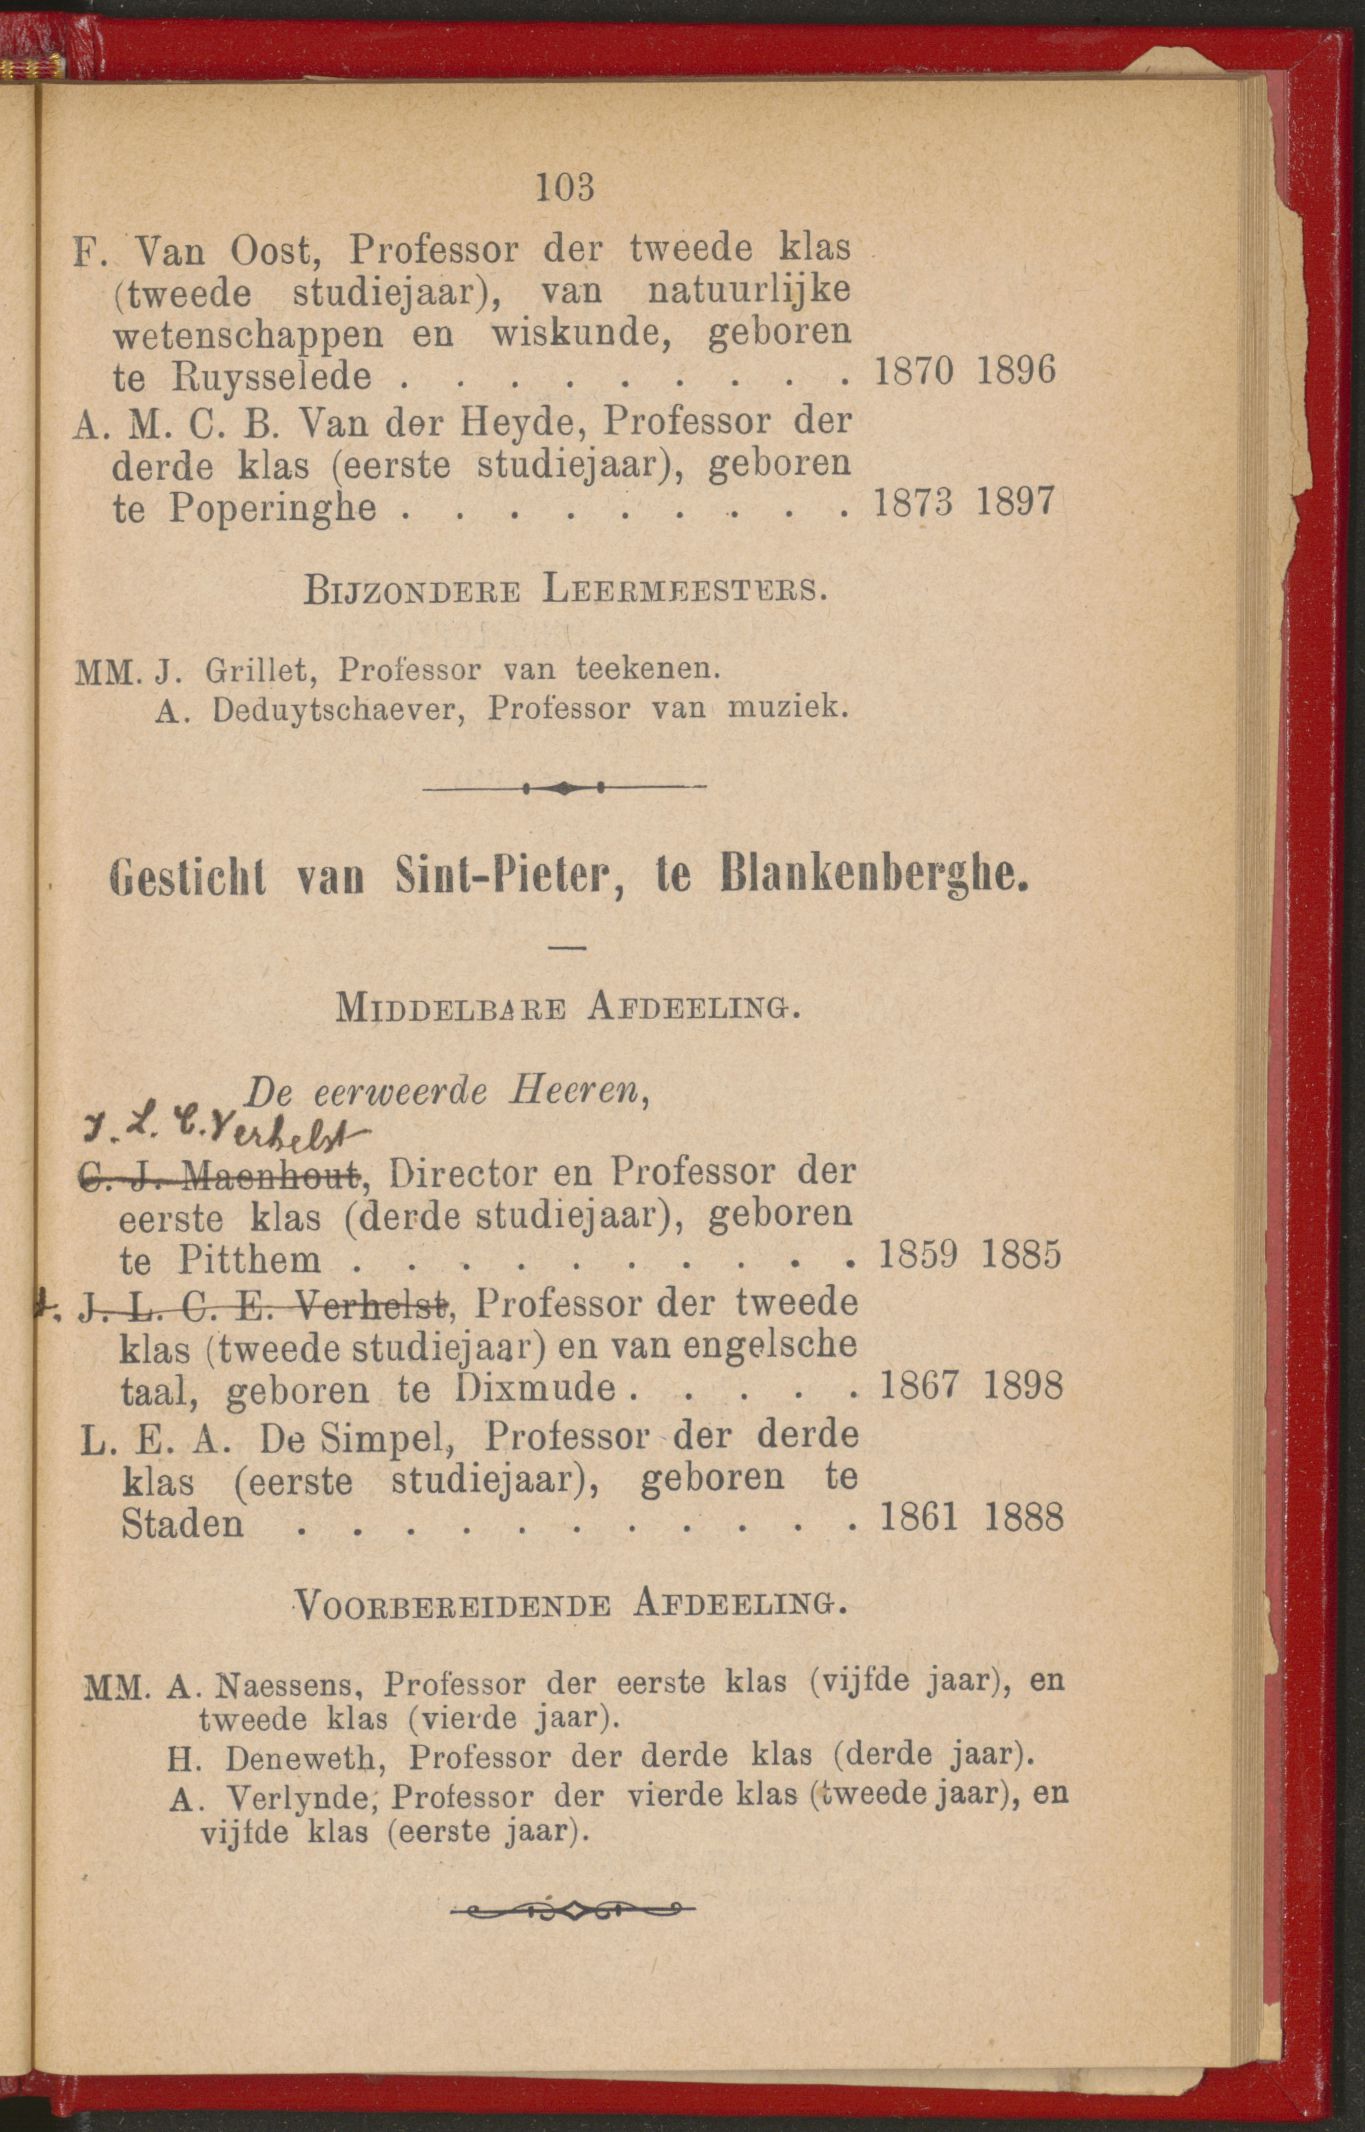 103
F. Van Oost, Professor der tweede klas
(tweede studiejaar), van natuurlijke
wetenschappen en wiskunde, geboren
te Ruysselede . . . . . . . . . 1870 1896
A. M. C. B. Van der Heyde, Professor der
derde klas (eerste studiejaar), geboren
te Poperinghe . . . . . . . . . 1873 1897
BIJZONDERE LEERMEESTERS.
MM. J. Grillet, Professor van teekenen.
A. Deduytschaever, Professor van muziek.
Gesticht van Sint-Pieter, te Blankenberghe.
MIDDELBARE AFDEELING.
De eerweerde Heeren,
J. L. C. Verhelst
C. J. Maenhout, Director en Professor der
eerste klas (derde studiejaar), geboren
te Pitthem . . . . . . . . . . 1859 1885
J. L. C. E. Verhelst, Professor der tweede
klas (tweede studiejaar) en van engelsche
taal, geboren te Dixmude . . . . . 1867 1898
L. E. A. De Simpel, Professor der derde
klas (eerste studiejaar), geboren te
Staden . . . . . . . . . . . 1861 1888
VOORBEREIDENDE AFDEELING.
MM. A. Naessens, Professor der eerste klas (vijfde jaar), en
tweede klas (vierde jaar).
H. Deneweth, Professor der derde klas (derde jaar).
A. Verlynde, Professor der vierde klas (tweede jaar), en
vijfde klas (eerste jaar).